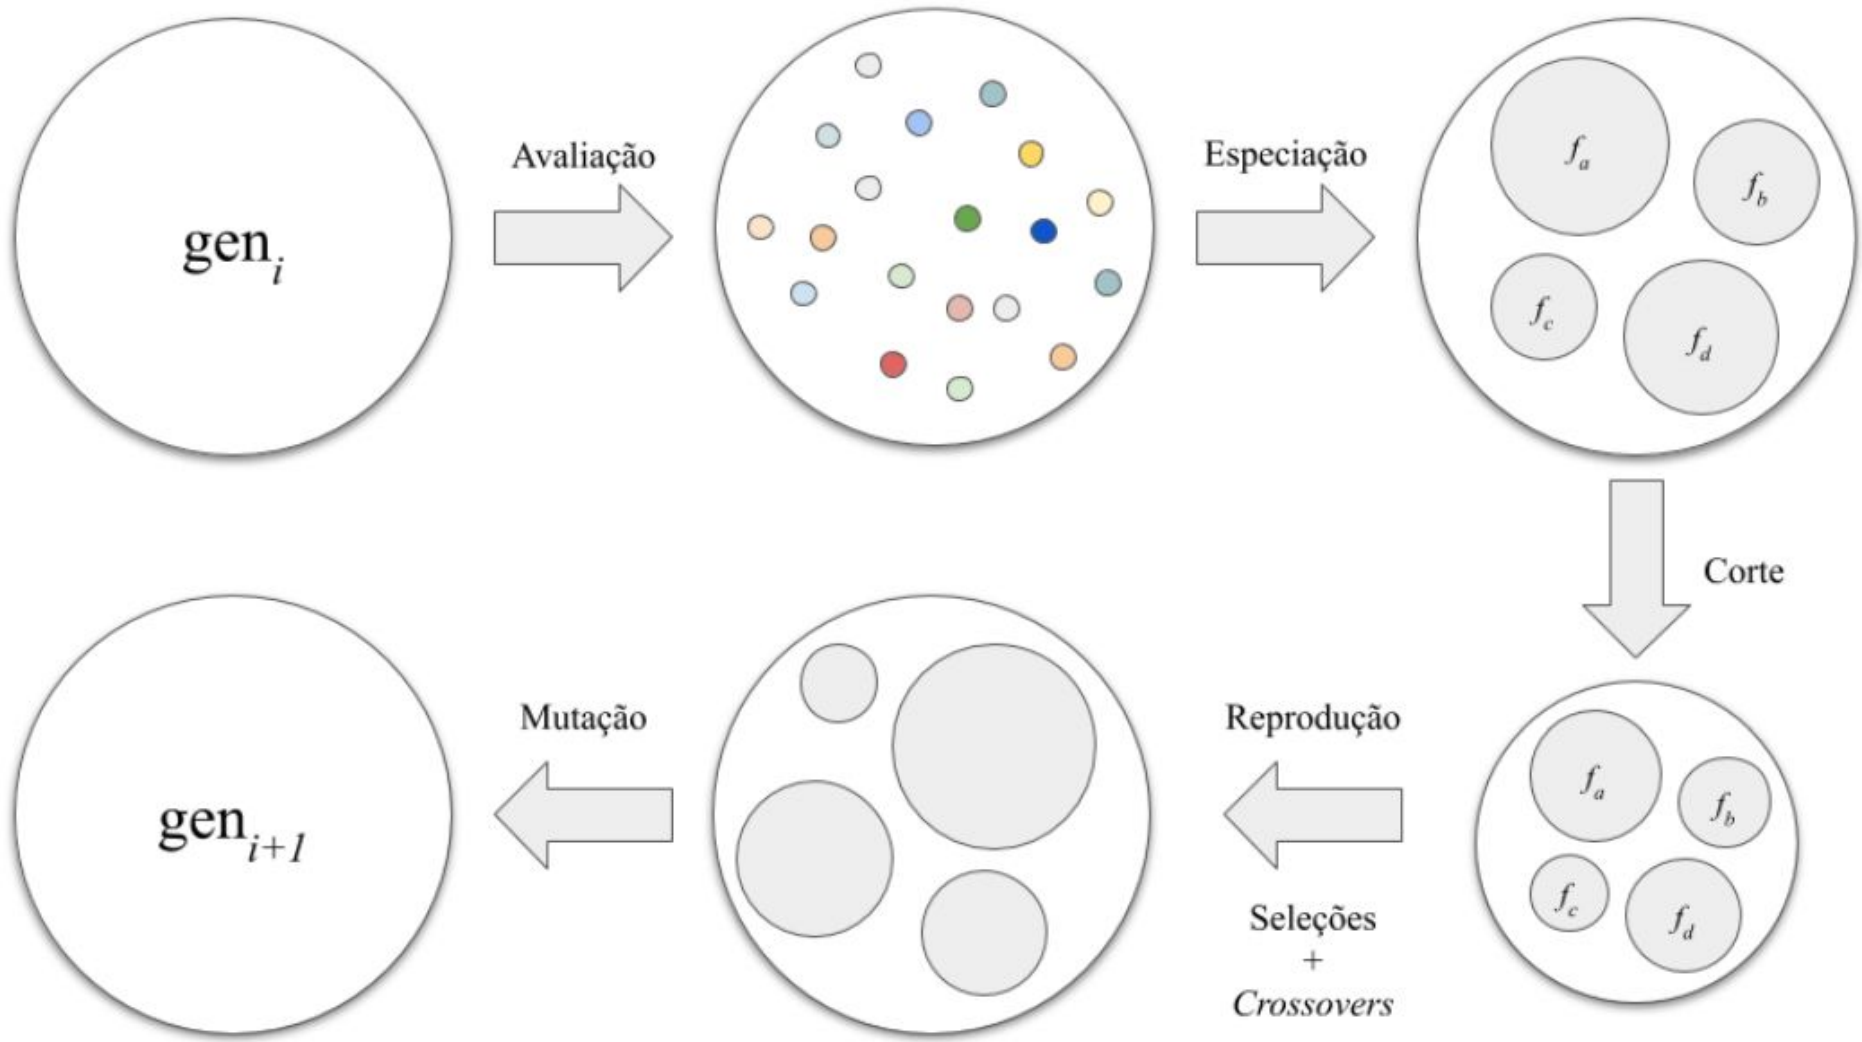 gen_i
Avaliação
Especiação
f_a
f_b
f_c
f_d
Corte
f_a
f_b
f_c
f_d
Reprodução
Seleções
+
Crossovers
Mutação
gen_i+1